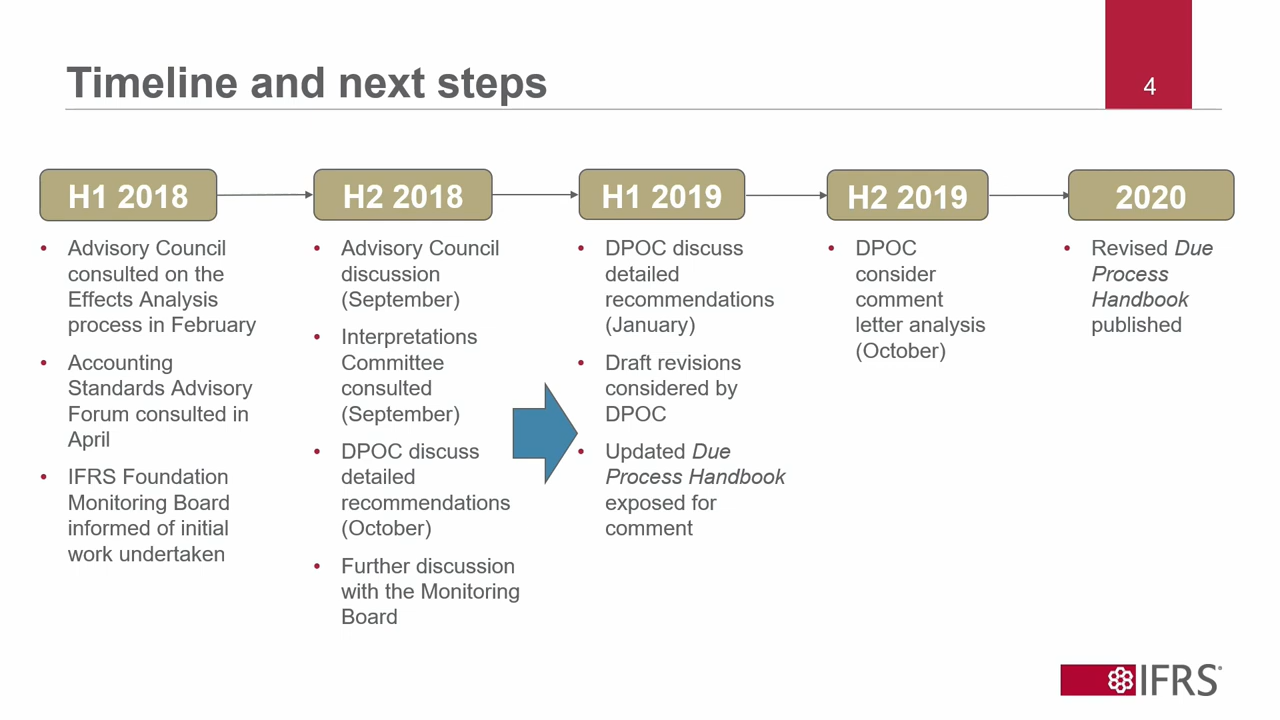 Timeline and next steps
4
H1 2018
• Advisory Council
consulted on the
Effects Analysis
process in February
• Accounting
Standards Advisory
Forum consulted in
April
• IFRS Foundation
Monitoring Board
informed of initial
work undertaken
H2 2018
• Advisory Council
discussion
(September)
• Interpretations
Committee
consulted
(September)
• DPOC discuss
detailed
recommendations
(October)
• Further discussion
with the Monitoring
Board
H1 2019
• DPOC discuss
detailed
recommendations
(January)
• Draft revisions
considered by
DPOC
• Updated Due
Process Handbook
exposed for
comment
H2 2019
• DPOC
consider
comment
letter analysis
(October)
2020
• Revised Due
Process
Handbook
published
IFRS